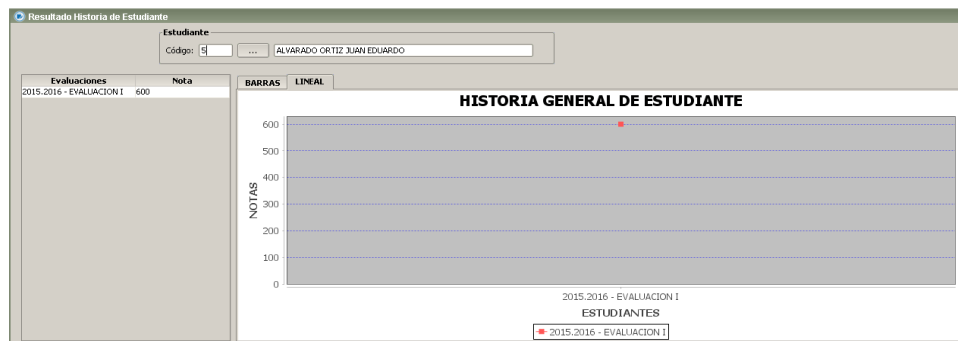 Resultado Historia de Estudiante
Estudiante
Código: 5 ... ALVARADO ORTIZ JUAN EDUARDO
Evaluaciones Nota
2015.2016 - EVALUACION I 600
BARRAS LINEAL
HISTORIA GENERAL DE ESTUDIANTE
NOTAS
600
500
400
300
200
100
0
2015.2016 - EVALUACION I
ESTUDIANTES
2015.2016 - EVALUACION I